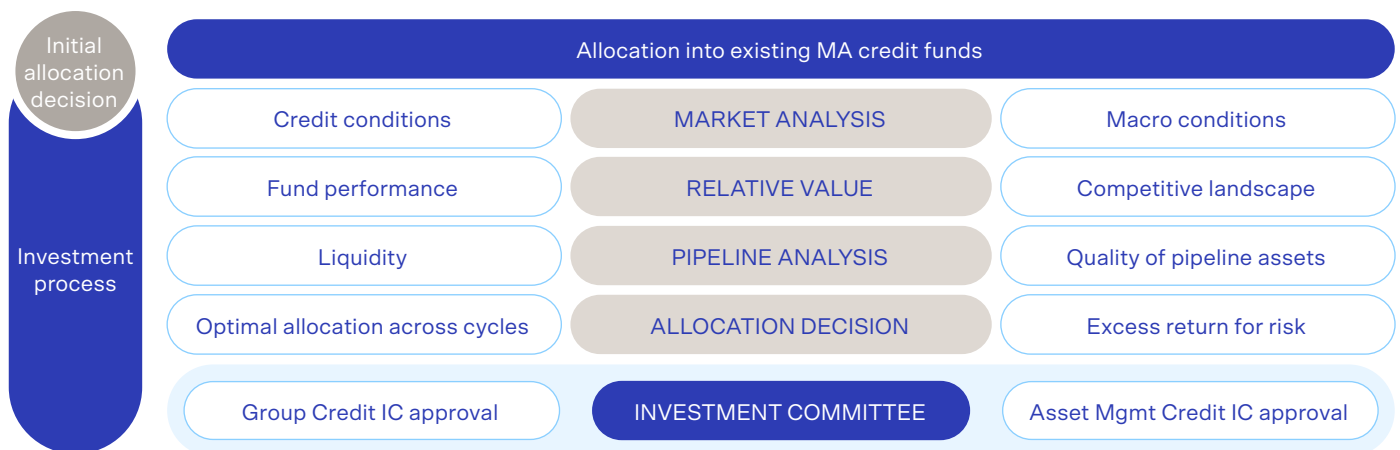 Initial
allocation
decision
Allocation into existing MA credit funds
Credit conditions
MARKET ANALYSIS
Macro conditions
Fund performance
RELATIVE VALUE
Competitive landscape
Investment
process
Liquidity
PIPELINE ANALYSIS
Quality of pipeline assets
Optimal allocation across cycles
ALLOCATION DECISION
Excess return for risk
Group Credit IC approval
INVESTMENT COMMITTEE
Asset Mgmt Credit IC approval